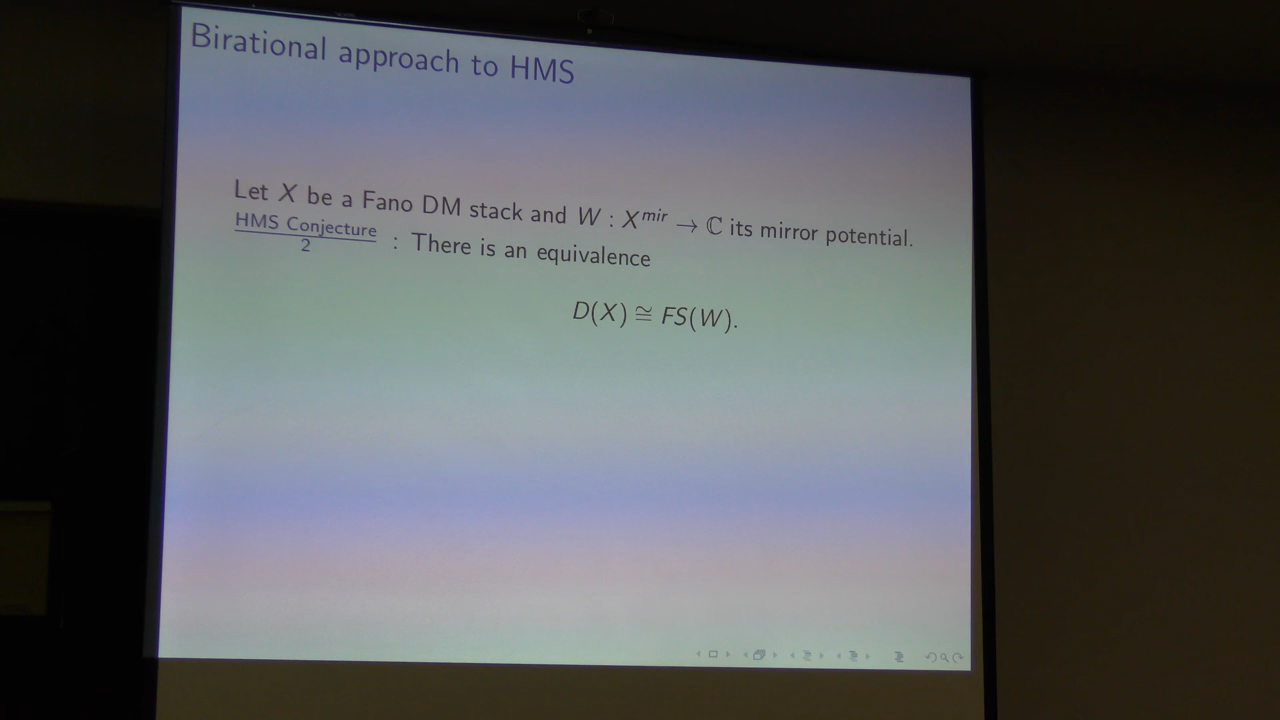 Birational approach to HMS
Let X be a Fano DM stack and W : X^mir → ℂ its mirror potential.
HMS Conjecture / 2 : There is an equivalence
D(X) ≅ FS(W).